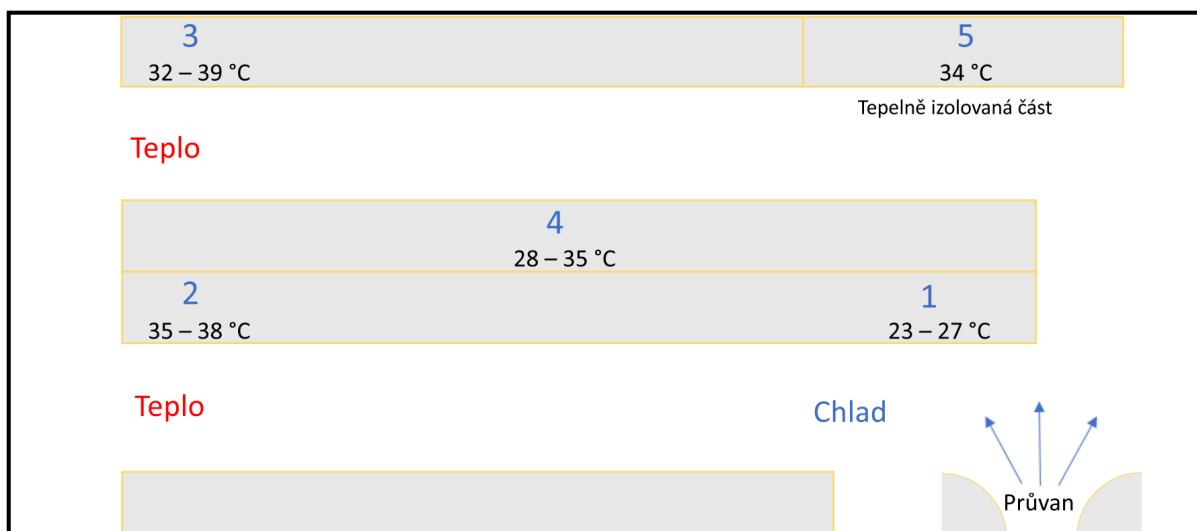 3
32 – 39 °C
5
34 °C
Tepelně izolovaná část
Teplo
4
28 – 35 °C
2
35 – 38 °C
1
23 – 27 °C
Teplo
Chlad
Průvan